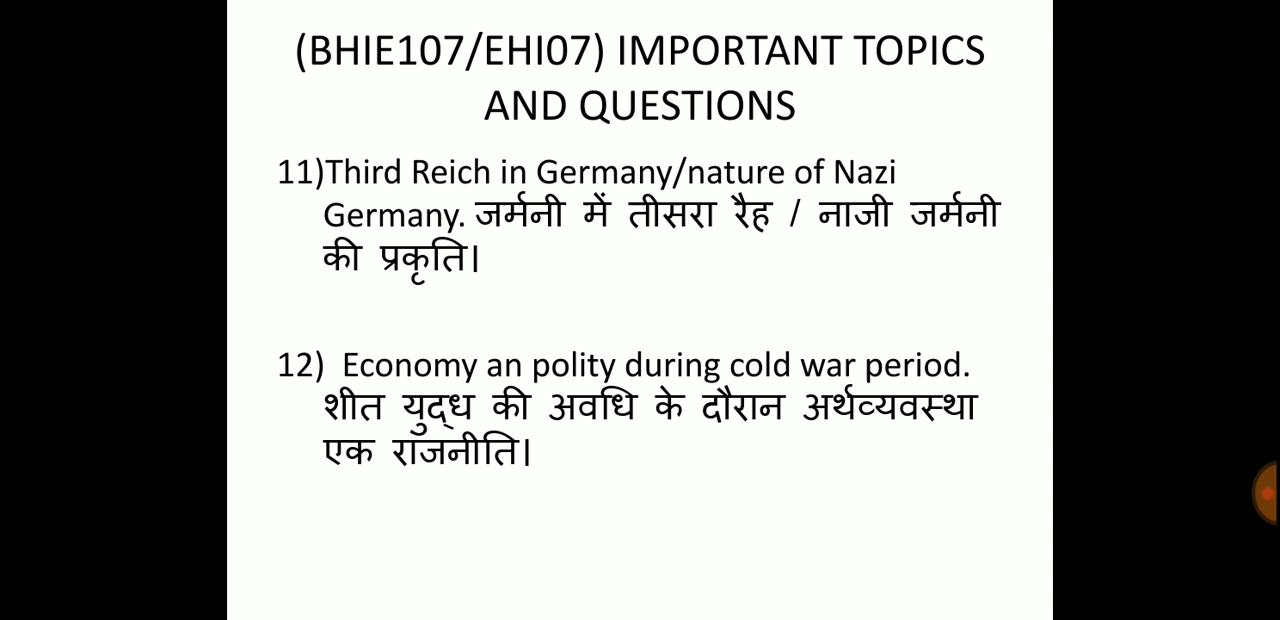 (BHIE107/EHI07) IMPORTANT TOPICS
AND QUESTIONS
11)Third Reich in Germany/nature of Nazi
Germany. जर्मनी में तीसरा रैह / नाजी जर्मनी
की प्रकृति।
12) Economy an polity during cold war period.
शीत युद्ध की अवधि के दौरान अर्थव्यवस्था
एक राजनीति।